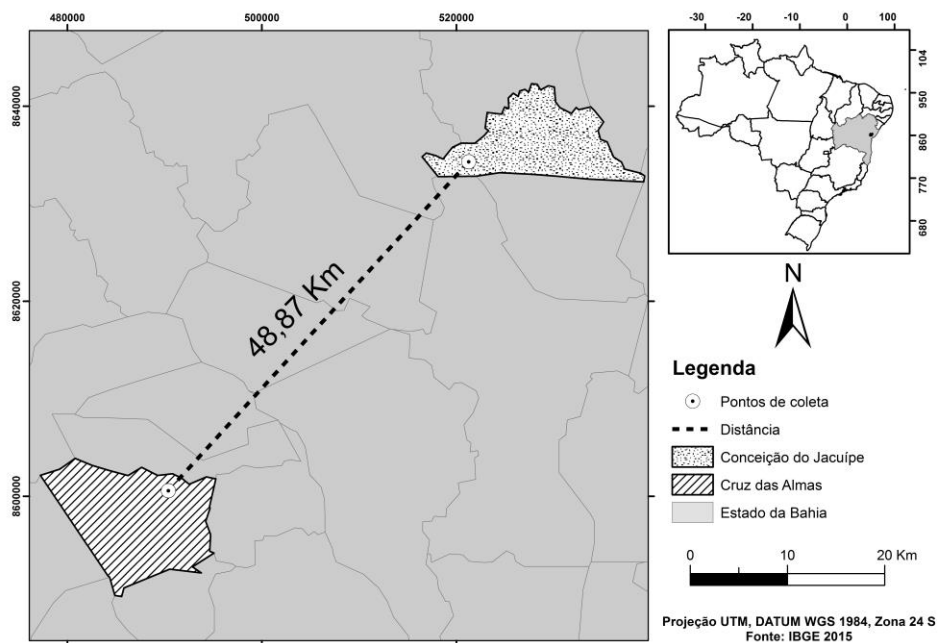 480000
500000
520000
8640000
8620000
8600000
48,87 Km
-30
-20
-10
0
100
104
950
860
770
680
N
Legenda
Pontos de coleta
Distância
Conceição do Jacuípe
Cruz das Almas
Estado da Bahia
0 10 20 Km
Projeção UTM, DATUM WGS 1984, Zona 24 S
Fonte: IBGE 2015